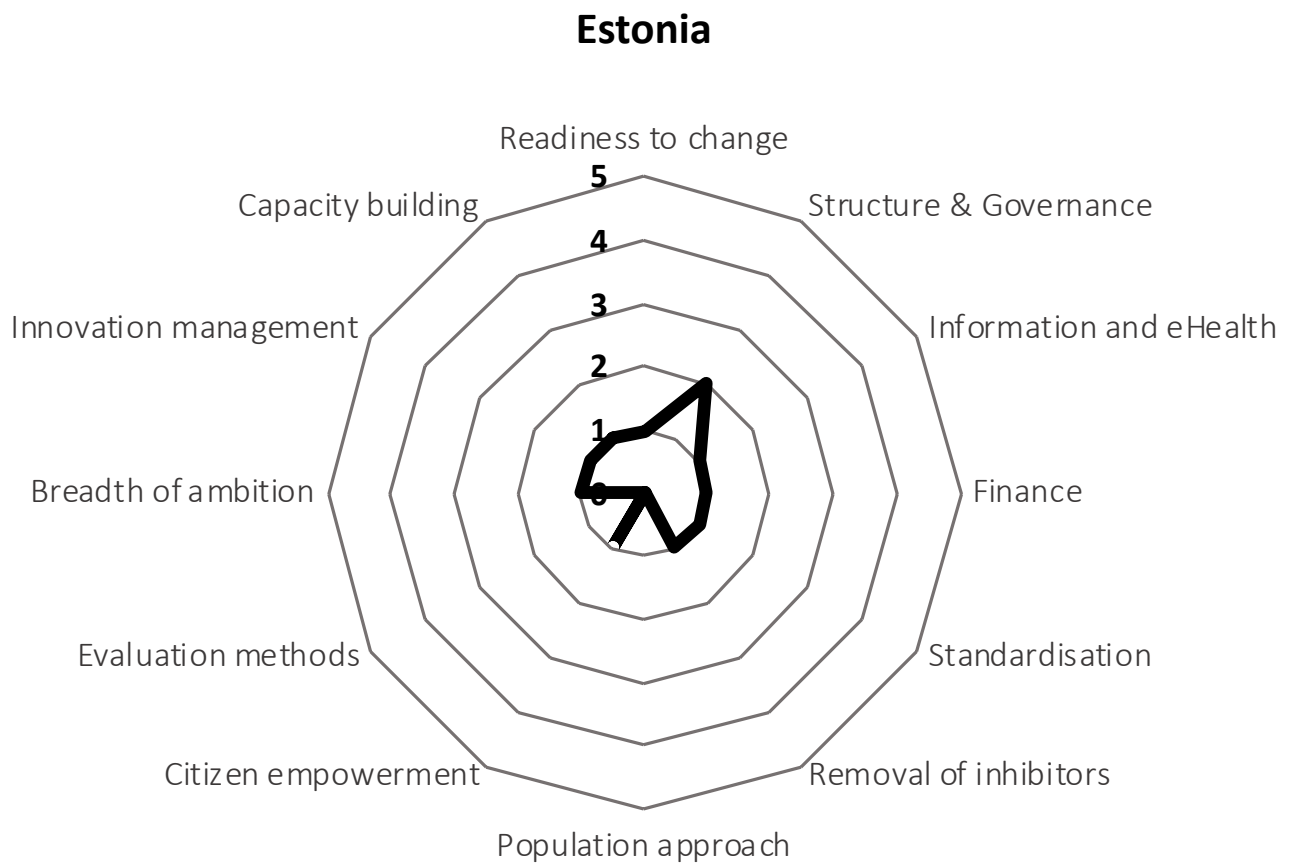 Estonia
Readiness to change
5
Capacity building
Structure & Governance
4
3
Innovation management
Information and eHealth
2
1
Breadth of ambition
0
Finance
Evaluation methods
Standardisation
Citizen empowerment
Removal of inhibitors
Population approach